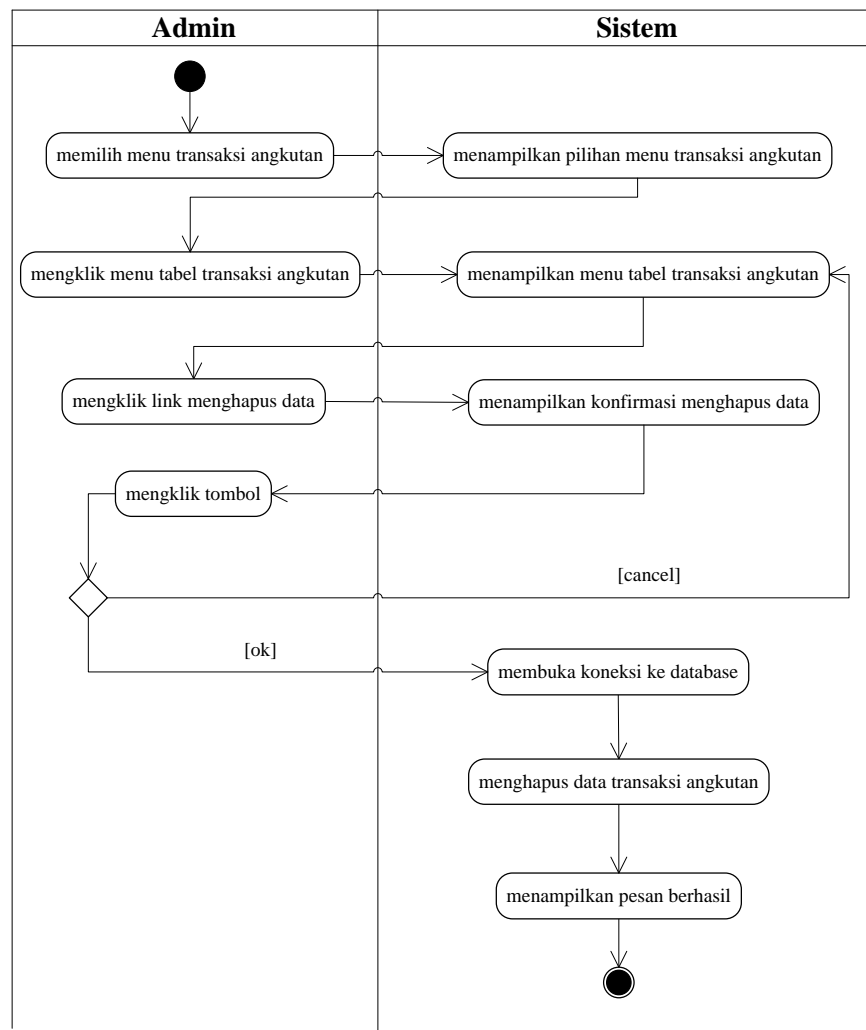 Admin
Sistem
memilih menu transaksi angkutan
menampilkan pilihan menu transaksi angkutan
mengklik menu tabel transaksi angkutan
menampilkan menu tabel transaksi angkutan
mengklik link menghapus data
menampilkan konfirmasi menghapus data
mengklik tombol
[cancel]
[ok]
membuka koneksi ke database
menghapus data transaksi angkutan
menampilkan pesan berhasil